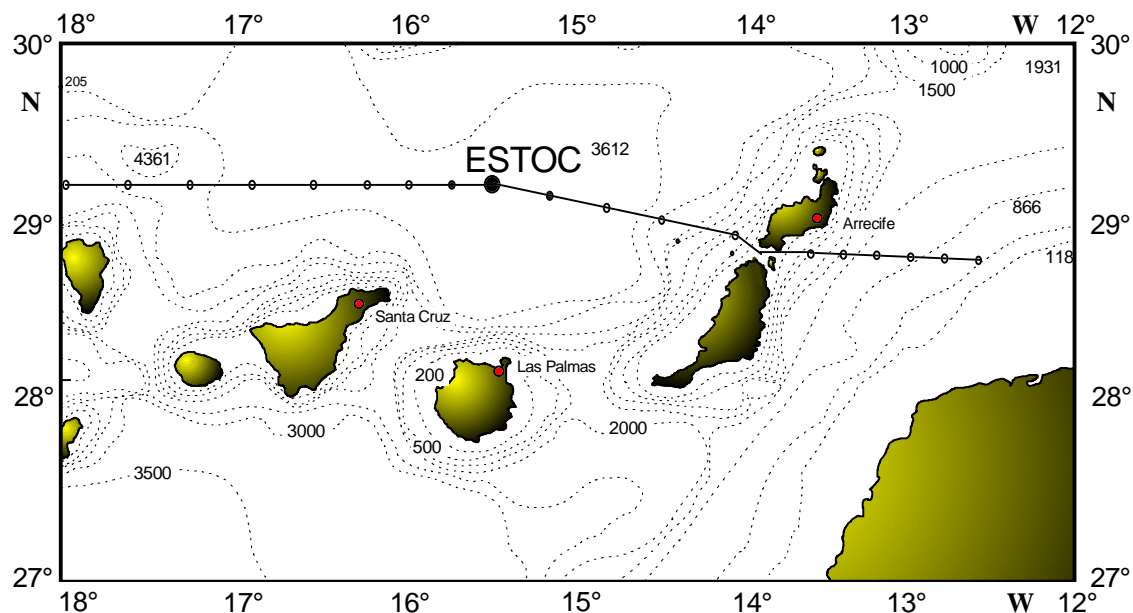 18° 17° 16° 15° 14° 13° W 12°
30° 30°
1000 1931
205 1500
N N
ESTOC 3612
4361
29° 29°
866
Arrecife
118
Santa Cruz
200 Las Palmas
28° 28°
3000 2000
500
3500
27° 27°
18° 17° 16° 15° 14° 13° W 12°